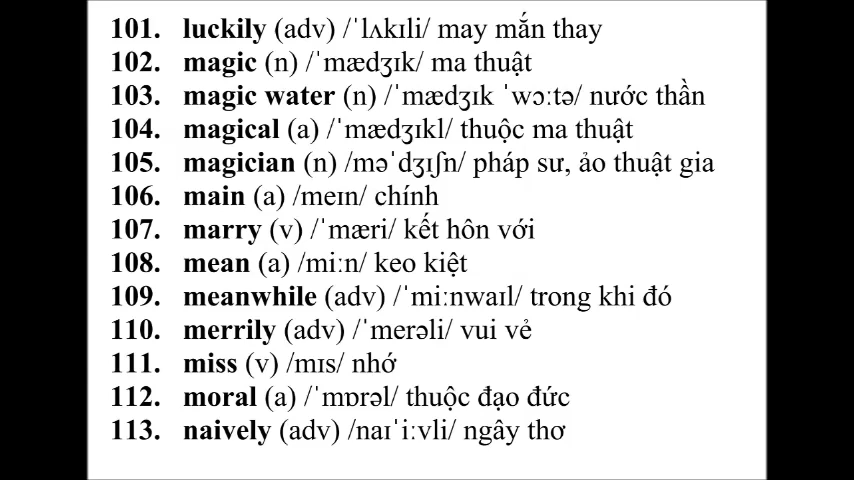 101. luckily (adv) /ˈlʌkɪli/ may mắn thay
102. magic (n) /ˈmædʒɪk/ ma thuật
103. magic water (n) /ˈmædʒɪk ˈwɔːtə/ nước thần
104. magical (a) /ˈmædʒɪkl/ thuộc ma thuật
105. magician (n) /məˈdʒɪʃn/ pháp sư, ảo thuật gia
106. main (a) /meɪn/ chính
107. marry (v) /ˈmæri/ kết hôn với
108. mean (a) /miːn/ keo kiệt
109. meanwhile (adv) /ˈmiːnwaɪl/ trong khi đó
110. merrily (adv) /ˈmerəli/ vui vẻ
111. miss (v) /mɪs/ nhớ
112. moral (a) /ˈmɒrəl/ thuộc đạo đức
113. naively (adv) /naɪˈiːvli/ ngây thơ